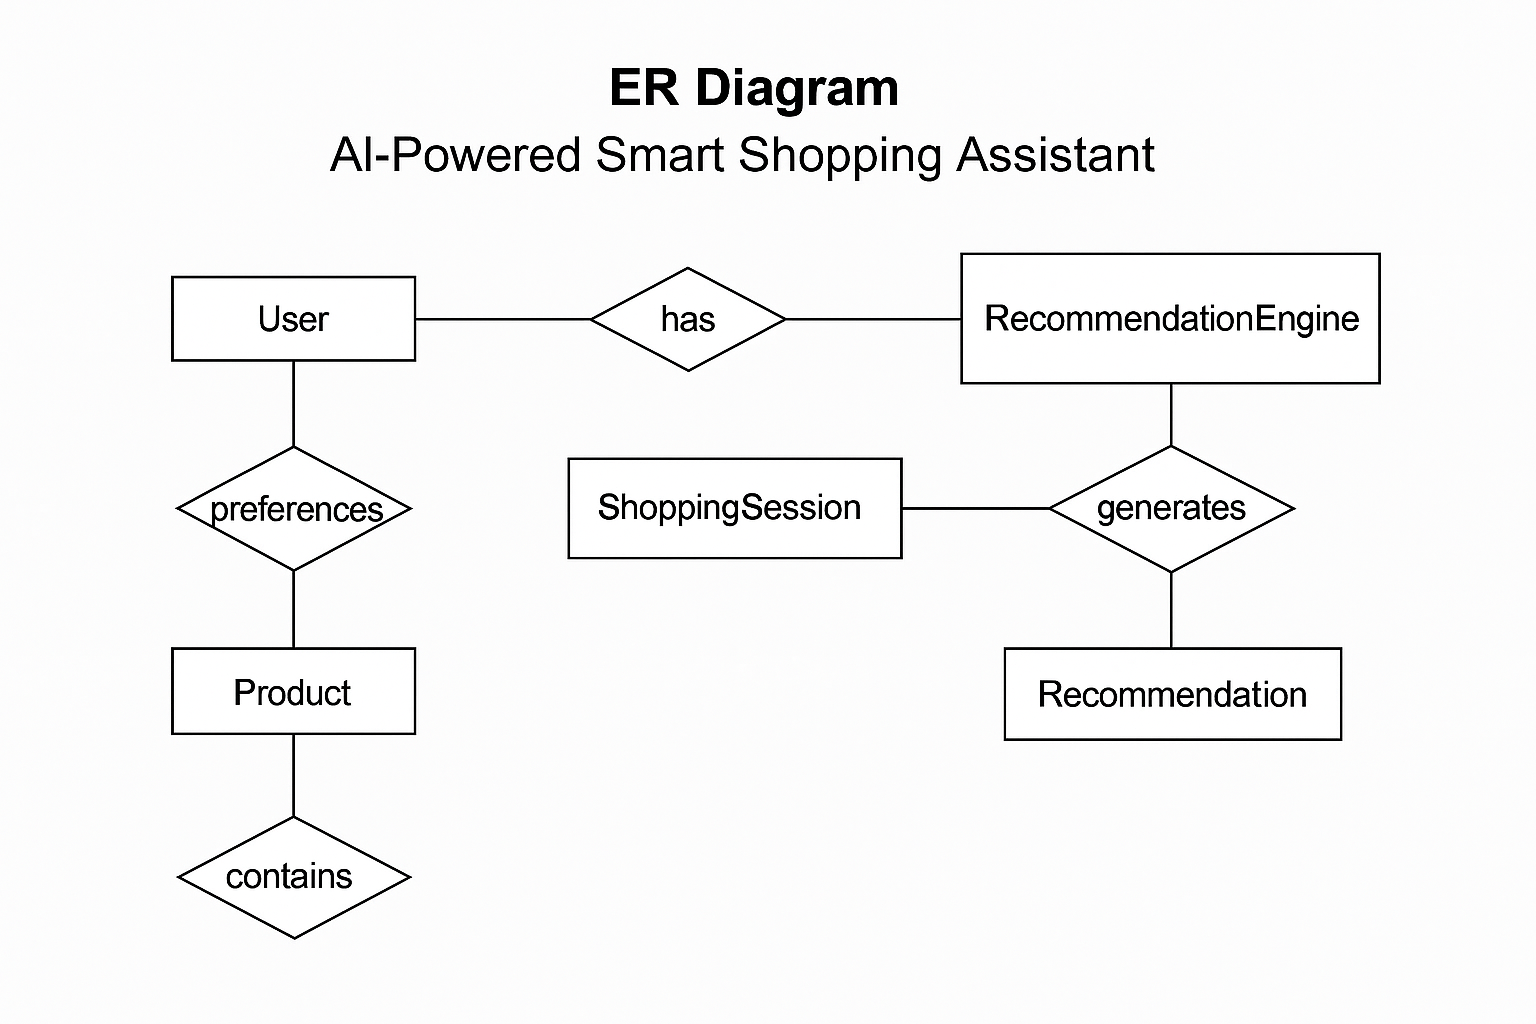 ER Diagram
AI-Powered Smart Shopping Assistant
User
has
RecommendationEngine
preferences
ShoppingSession
generates
Product
Recommendation
contains